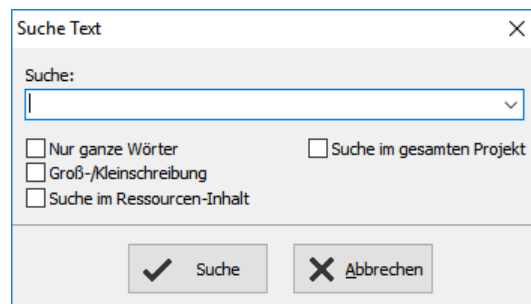 Suche Text
Suche:
Nur ganze Wörter
Suche im gesamten Projekt
Groß-/Kleinschreibung
Suche im Ressourcen-Inhalt
Suche
Abbrechen